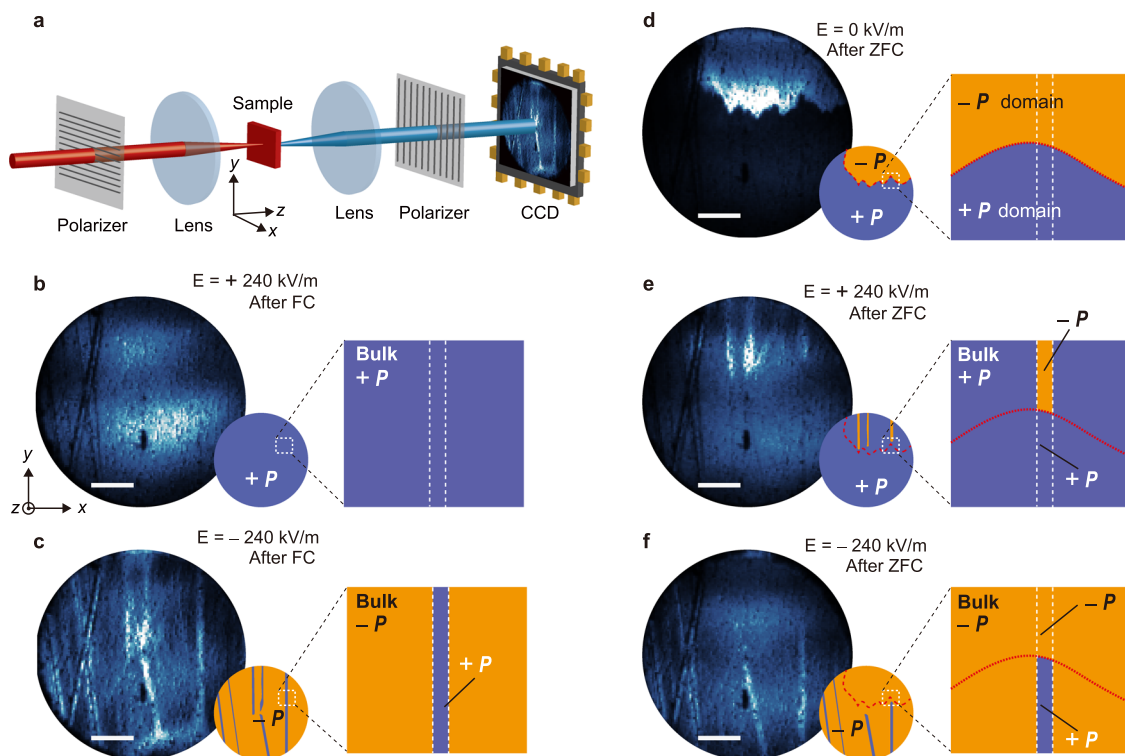 a
Sample
Polarizer
Lens
y
z
x
Lens
Polarizer
CCD
b
E = + 240 kV/m
After FC
+ P
Bulk
+ P
y
z
x
c
E = – 240 kV/m
After FC
– P
Bulk
– P
+ P
d
E = 0 kV/m
After ZFC
– P
+ P
– P domain
+ P domain
e
E = + 240 kV/m
After ZFC
+ P
Bulk
+ P
– P
+ P
f
E = – 240 kV/m
After ZFC
– P
Bulk
– P
– P
+ P